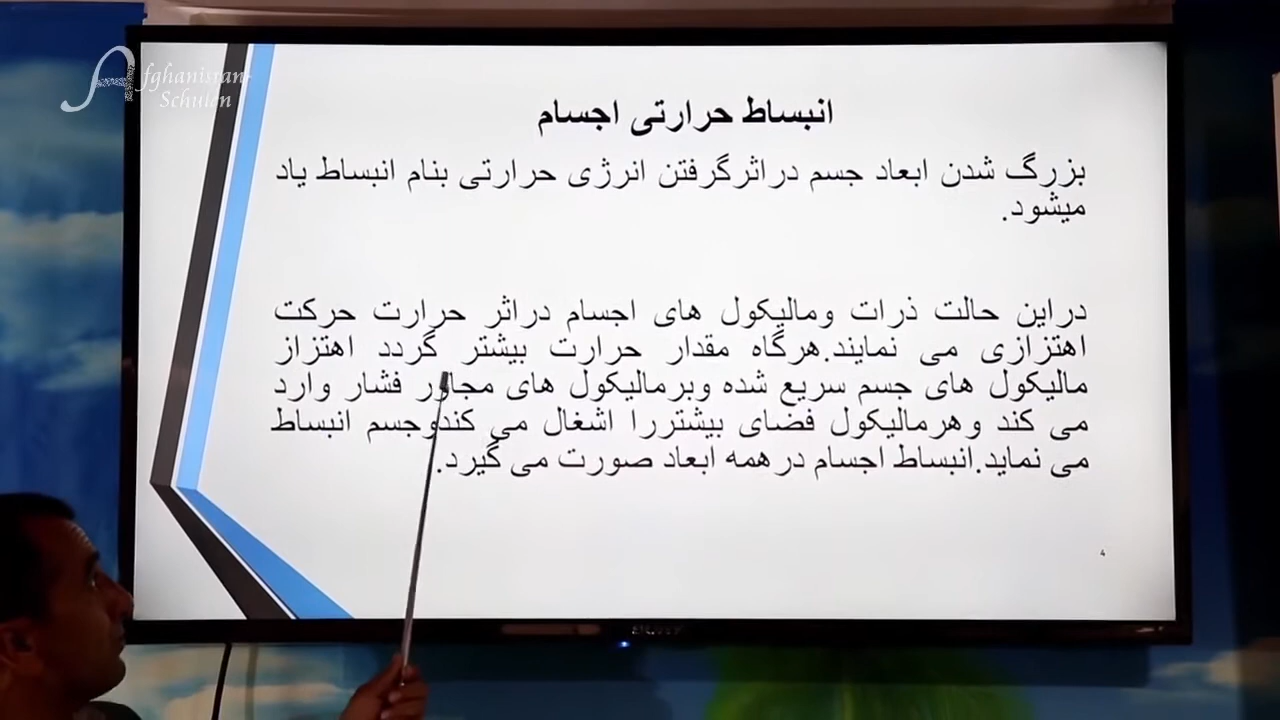 Afghanistan-
Schulen
انبساط حرارتی اجسام
بزرگ شدن ابعاد جسم دراثرگرفتن انرژی حرارتی بنام انبساط یاد
میشود.
دراین حالت ذرات ومالیکول های اجسام دراثر حرارت حرکت
اهتزازی می نمایند.هرگاه مقدار حرارت بیشتر گردد اهتزاز
مالیکول های جسم سریع شده وبرمالیکول های مجاور فشار وارد
می کند وهرمالیکول فضای بیشتررا اشغال می کندوجسم انبساط
می نماید.انبساط اجسام درهمه ابعاد صورت می گیرد.
4